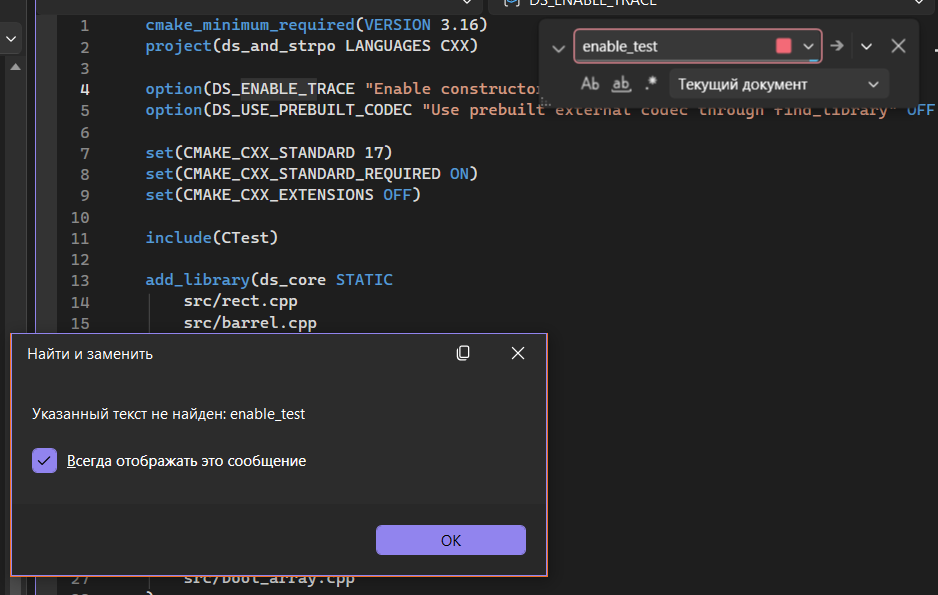 DS_ENABLE_TRACE
1 cmake_minimum_required(VERSION 3.16)
2 project(ds_and_strpo LANGUAGES CXX)
3
4 option(DS_ENABLE_TRACE "Enable constructor
5 option(DS_USE_PREBUILT_CODEC "Use prebuilt external codec through find_library" OFF
6
7 set(CMAKE_CXX_STANDARD 17)
8 set(CMAKE_CXX_STANDARD_REQUIRED ON)
9 set(CMAKE_CXX_EXTENSIONS OFF)
10
11 include(CTest)
12
13 add_library(ds_core STATIC
14 src/rect.cpp
15 src/barrel.cpp
27 src/bool_array.cpp
enable_test
Ab ab .*
Текущий документ
Найти и заменить
Указанный текст не найден: enable_test
Всегда отображать это сообщение
OK